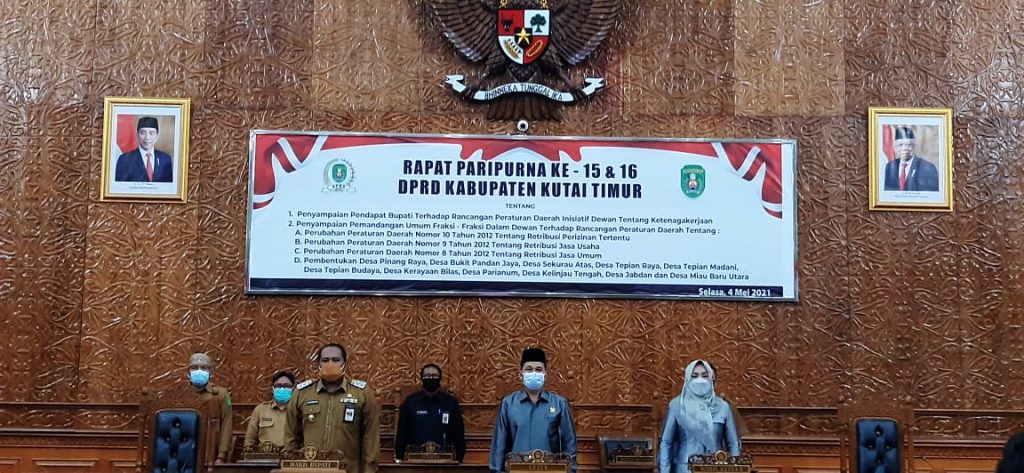 BHINNEKA TUNGGAL IKA
RAPAT PARIPURNA KE - 15 & 16
DPRD KABUPATEN KUTAI TIMUR
TENTANG
1. Penyampaian Pendapat Bupati Terhadap Rancangan Peraturan Daerah Inisiatif Dewan Tentang Ketenagakerjaan
2. Penyampaian Pemandangan Umum Fraksi - Fraksi Dalam Dewan Terhadap Rancangan Peraturan Daerah Tentang :
A. Perubahan Peraturan Daerah Nomor 10 Tahun 2012 Tentang Retribusi Perizinan Tertentu
B. Perubahan Peraturan Daerah Nomor 9 Tahun 2012 Tentang Retribusi Jasa Usaha
C. Perubahan Peraturan Daerah Nomor 8 Tahun 2012 Tentang Retribusi Jasa Umum
D. Pembentukan Desa Pinang Raya, Desa Bukit Pandan Jaya, Desa Sekurau Atas, Desa Tepian Raya, Desa Tepian Madani,
Desa Tepian Budaya, Desa Kerayaan Bilas, Desa Parianum, Desa Kelinjau Tengah, Desa Jabdan dan Desa Miau Baru Utara
Selasa, 4 Mei 2021
WAKIL BUPATI
KETUA